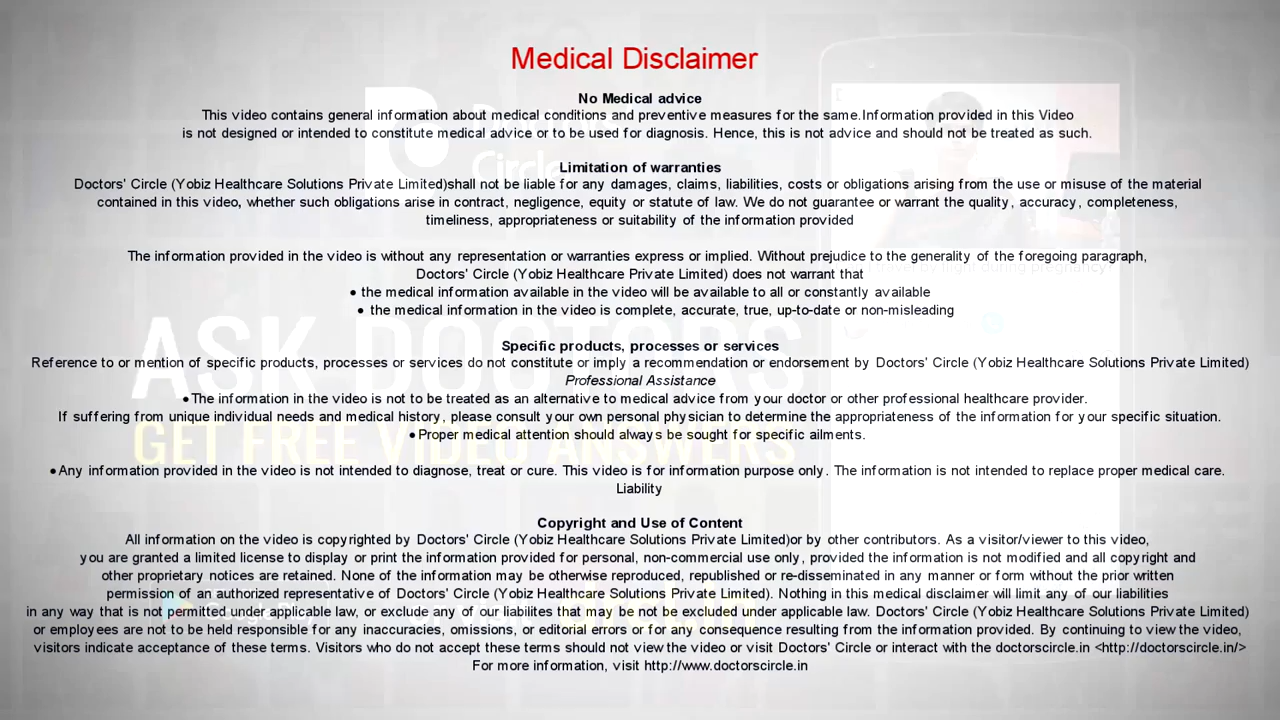 Medical Disclaimer
No Medical advice
This video contains general information about medical conditions and preventive measures for the same.Information provided in this Video
is not designed or intended to constitute medical advice or to be used for diagnosis. Hence, this is not advice and should not be treated as such.
Limitation of warranties
Doctors' Circle (Yobiz Healthcare Solutions Private Limited)shall not be liable for any damages, claims, liabilities, costs or obligations arising from the use or misuse of the material
contained in this video, whether such obligations arise in contract, negligence, equity or statute of law. We do not guarantee or warrant the quality, accuracy, completeness,
timeliness, appropriateness or suitability of the information provided
The information provided in the video is without any representation or warranties express or implied. Without prejudice to the generality of the foregoing paragraph,
Doctors' Circle (Yobiz Healthcare Private Limited) does not warrant that
• the medical information available in the video will be available to all or constantly available
• the medical information in the video is complete, accurate, true, up-to-date or non-misleading
Specific products, processes or services
Reference to or mention of specific products, processes or services do not constitute or imply a recommendation or endorsement by Doctors' Circle (Yobiz Healthcare Solutions Private Limited)
Professional Assistance
•The information in the video is not to be treated as an alternative to medical advice from your doctor or other professional healthcare provider.
If suffering from unique individual needs and medical history, please consult your own personal physician to determine the appropriateness of the information for your specific situation.
•Proper medical attention should always be sought for specific ailments.
•Any information provided in the video is not intended to diagnose, treat or cure. This video is for information purpose only. The information is not intended to replace proper medical care.
Liability
Copyright and Use of Content
All information on the video is copyrighted by Doctors' Circle (Yobiz Healthcare Solutions Private Limited)or by other contributors. As a visitor/viewer to this video,
you are granted a limited license to display or print the information provided for personal, non-commercial use only, provided the information is not modified and all copyright and
other proprietary notices are retained. None of the information may be otherwise reproduced, republished or re-disseminated in any manner or form without the prior written
permission of an authorized representative of Doctors' Circle (Yobiz Healthcare Solutions Private Limited). Nothing in this medical disclaimer will limit any of our liabilities
in any way that is not permitted under applicable law, or exclude any of our liabilites that may be not be excluded under applicable law. Doctors' Circle (Yobiz Healthcare Solutions Private Limited)
or employees are not to be held responsible for any inaccuracies, omissions, or editorial errors or for any consequence resulting from the information provided. By continuing to view the video,
visitors indicate acceptance of these terms. Visitors who do not accept these terms should not view the video or visit Doctors' Circle or interact with the doctorscircle.in <http://doctorscircle.in/>
For more information, visit http://www.doctorscircle.in
ASK DOCTORS
GET FREE VIDEO ANSWERS
Circle
travel by flight during pregnancy?
Google Play
or visit